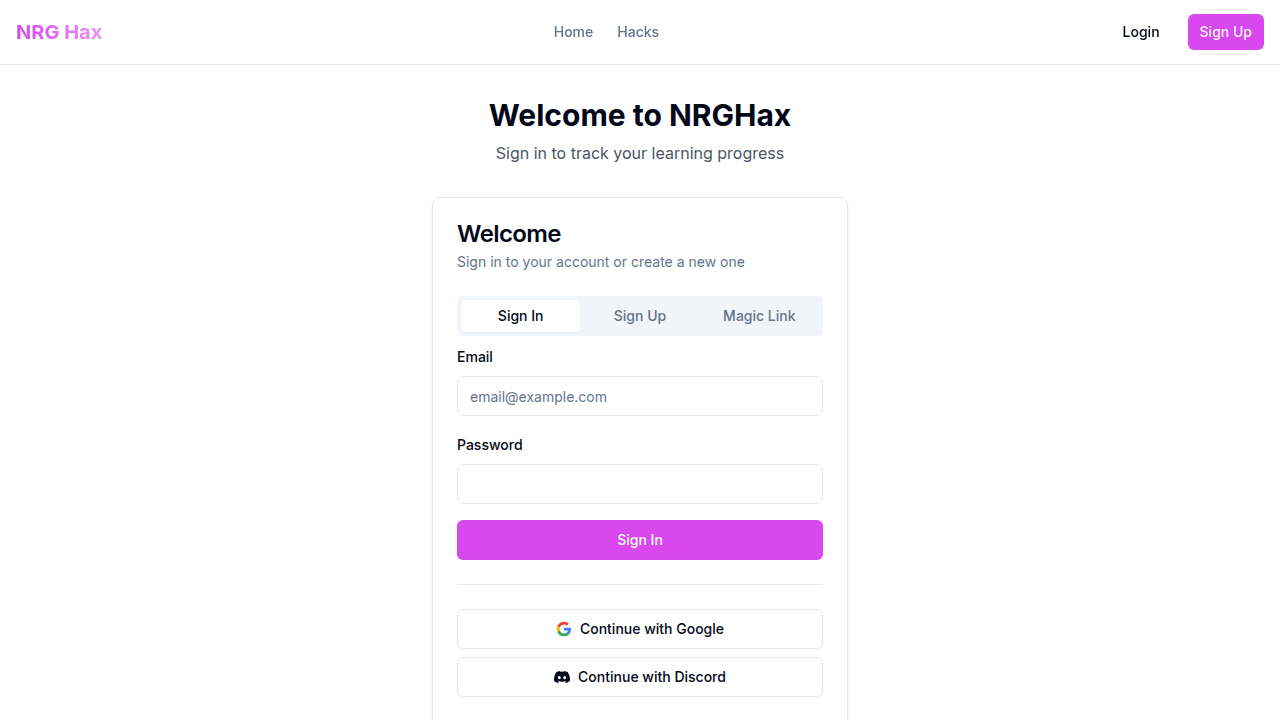 NRG Hax
Home Hacks
Login Sign Up
Welcome to NRGHax
Sign in to track your learning progress
Welcome
Sign in to your account or create a new one
Sign In Sign Up Magic Link
Email
email@example.com
Password
Sign In
Continue with Google
Continue with Discord